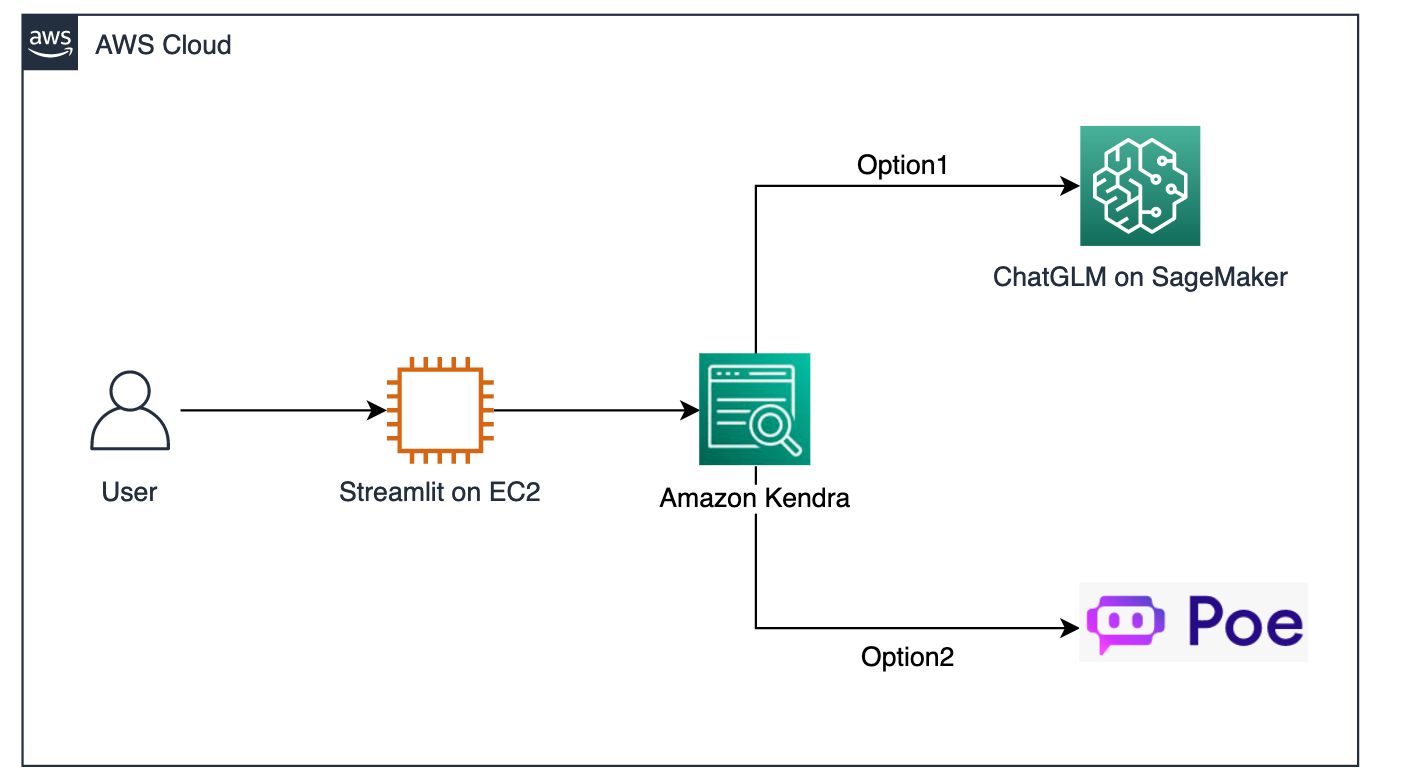 aws
AWS Cloud
Option1
ChatGLM on SageMaker
User
Streamlit on EC2
Amazon Kendra
Poe
Option2